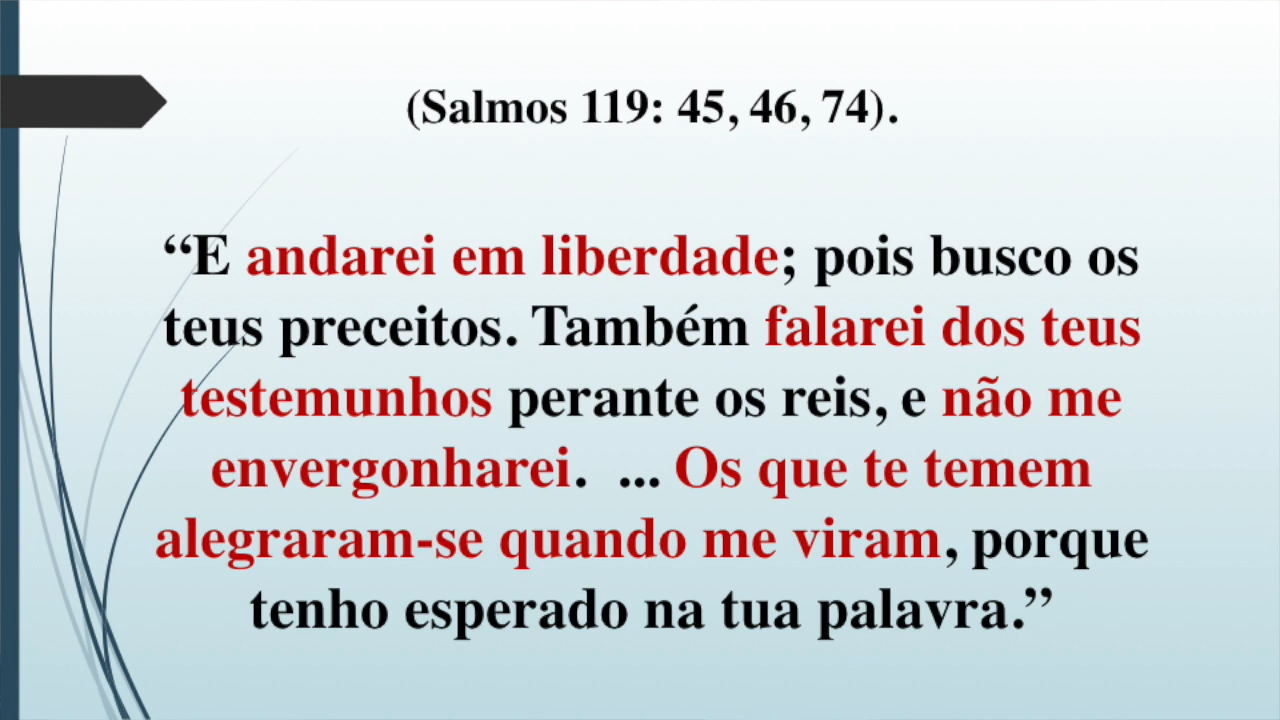 (Salmos 119: 45, 46, 74).
“E andarei em liberdade; pois busco os
teus preceitos. Também falarei dos teus
testemunhos perante os reis, e não me
envergonharei.  ... Os que te temem
alegraram-se quando me viram, porque
tenho esperado na tua palavra.”